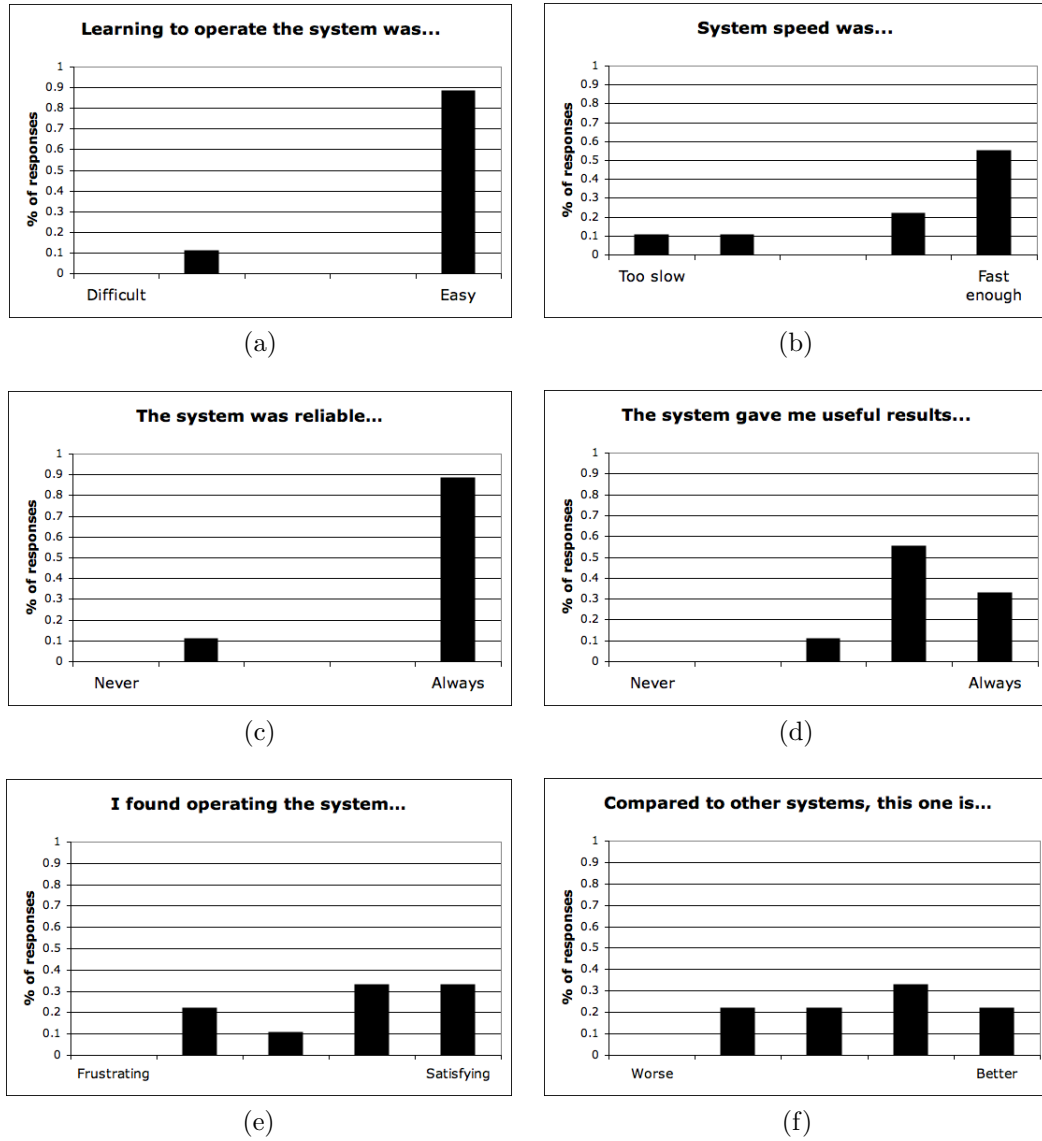 Learning to operate the system was...
% of responses
1
0.9
0.8
0.7
0.6
0.5
0.4
0.3
0.2
0.1
0
Difficult Easy
(a)
System speed was...
% of responses
1
0.9
0.8
0.7
0.6
0.5
0.4
0.3
0.2
0.1
0
Too slow Fast
enough
(b)
The system was reliable...
% of responses
1
0.9
0.8
0.7
0.6
0.5
0.4
0.3
0.2
0.1
0
Never Always
(c)
The system gave me useful results...
% of responses
1
0.9
0.8
0.7
0.6
0.5
0.4
0.3
0.2
0.1
0
Never Always
(d)
I found operating the system...
% of responses
1
0.9
0.8
0.7
0.6
0.5
0.4
0.3
0.2
0.1
0
Frustrating Satisfying
(e)
Compared to other systems, this one is...
% of responses
1
0.9
0.8
0.7
0.6
0.5
0.4
0.3
0.2
0.1
0
Worse Better
(f)